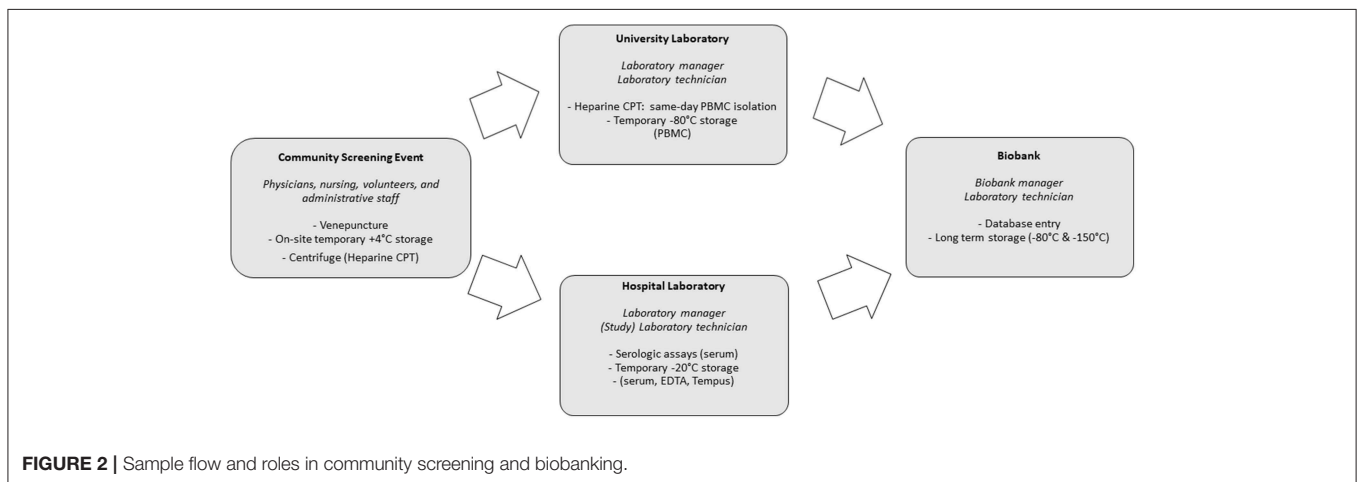 University Laboratory
Laboratory manager
Laboratory technician
- Heparine CPT: same-day PBMC isolation
- Temporary -80°C storage
(PBMC)
Community Screening Event
Physicians, nursing, volunteers, and
administrative staff
- Venepuncture
- On-site temporary +4°C storage
- Centrifuge (Heparine CPT)
Biobank
Biobank manager
Laboratory technician
- Database entry
- Long term storage (-80°C & -150°C)
Hospital Laboratory
Laboratory manager
(Study) Laboratory technician
- Serologic assays (serum)
- Temporary -20°C storage
- (serum, EDTA, Tempus)
FIGURE 2 | Sample flow and roles in community screening and biobanking.